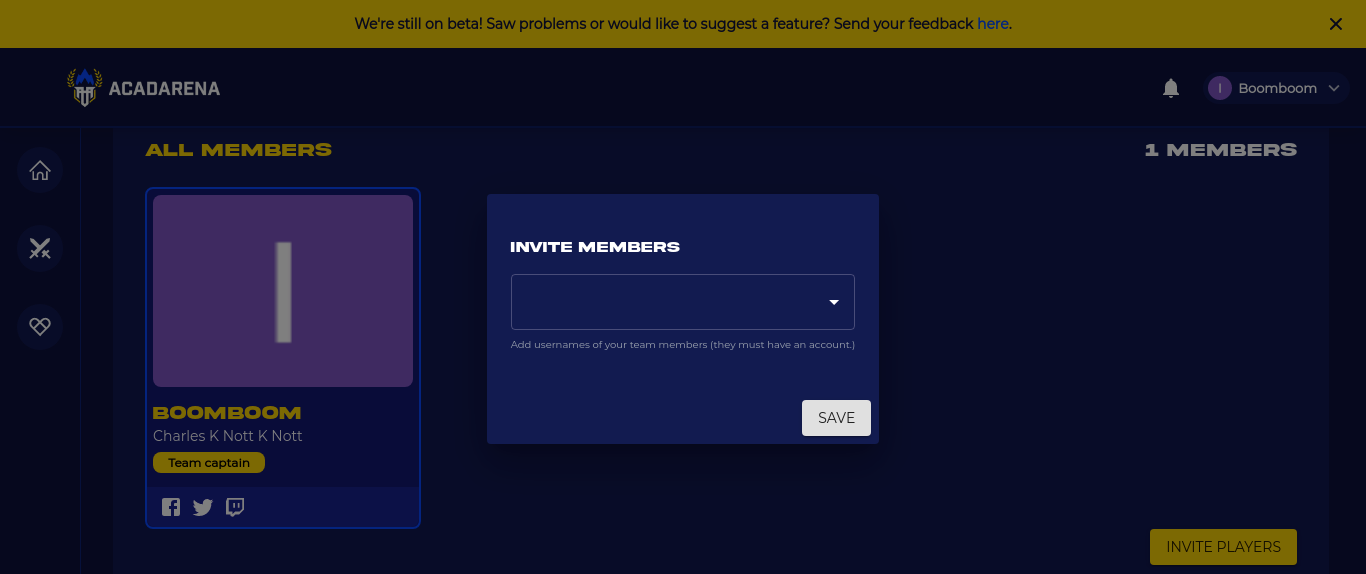 We're still on beta! Saw problems or would like to suggest a feature? Send your feedback here.
ACADARENA
I Boomboom
ALL MEMBERS
1 MEMBERS
I
BOOMBOOM
Charles K Nott K Nott
Team captain
INVITE MEMBERS
Add usernames of your team members (they must have an account.)
SAVE
INVITE PLAYERS